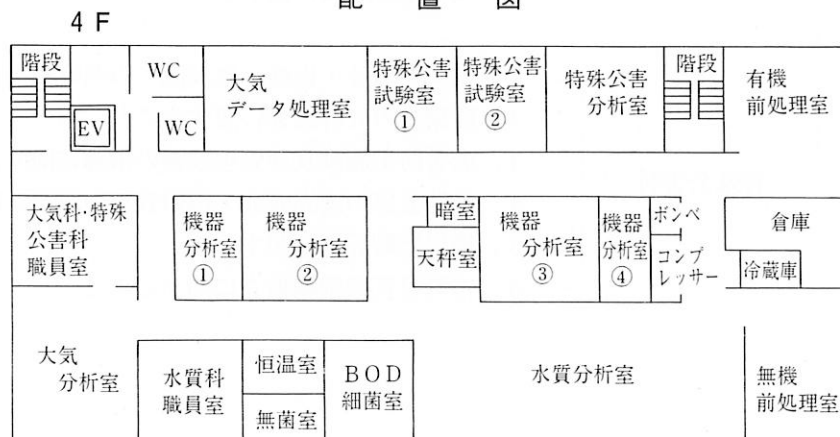 配置図
4F
階段
EV
WC
WC
大気
データ処理室
特殊公害
試験室
①
特殊公害
試験室
②
特殊公害
分析室
階段
有機
前処理室
大気科・特殊
公害科
職員室
機器
分析室
①
機器
分析室
②
暗室
天秤室
機器
分析室
③
機器
分析室
④
ボンベ
コンプ
レッサー
倉庫
冷蔵庫
大気
分析室
水質科
職員室
恒温室
無菌室
BOD
細菌室
水質分析室
無機
前処理室